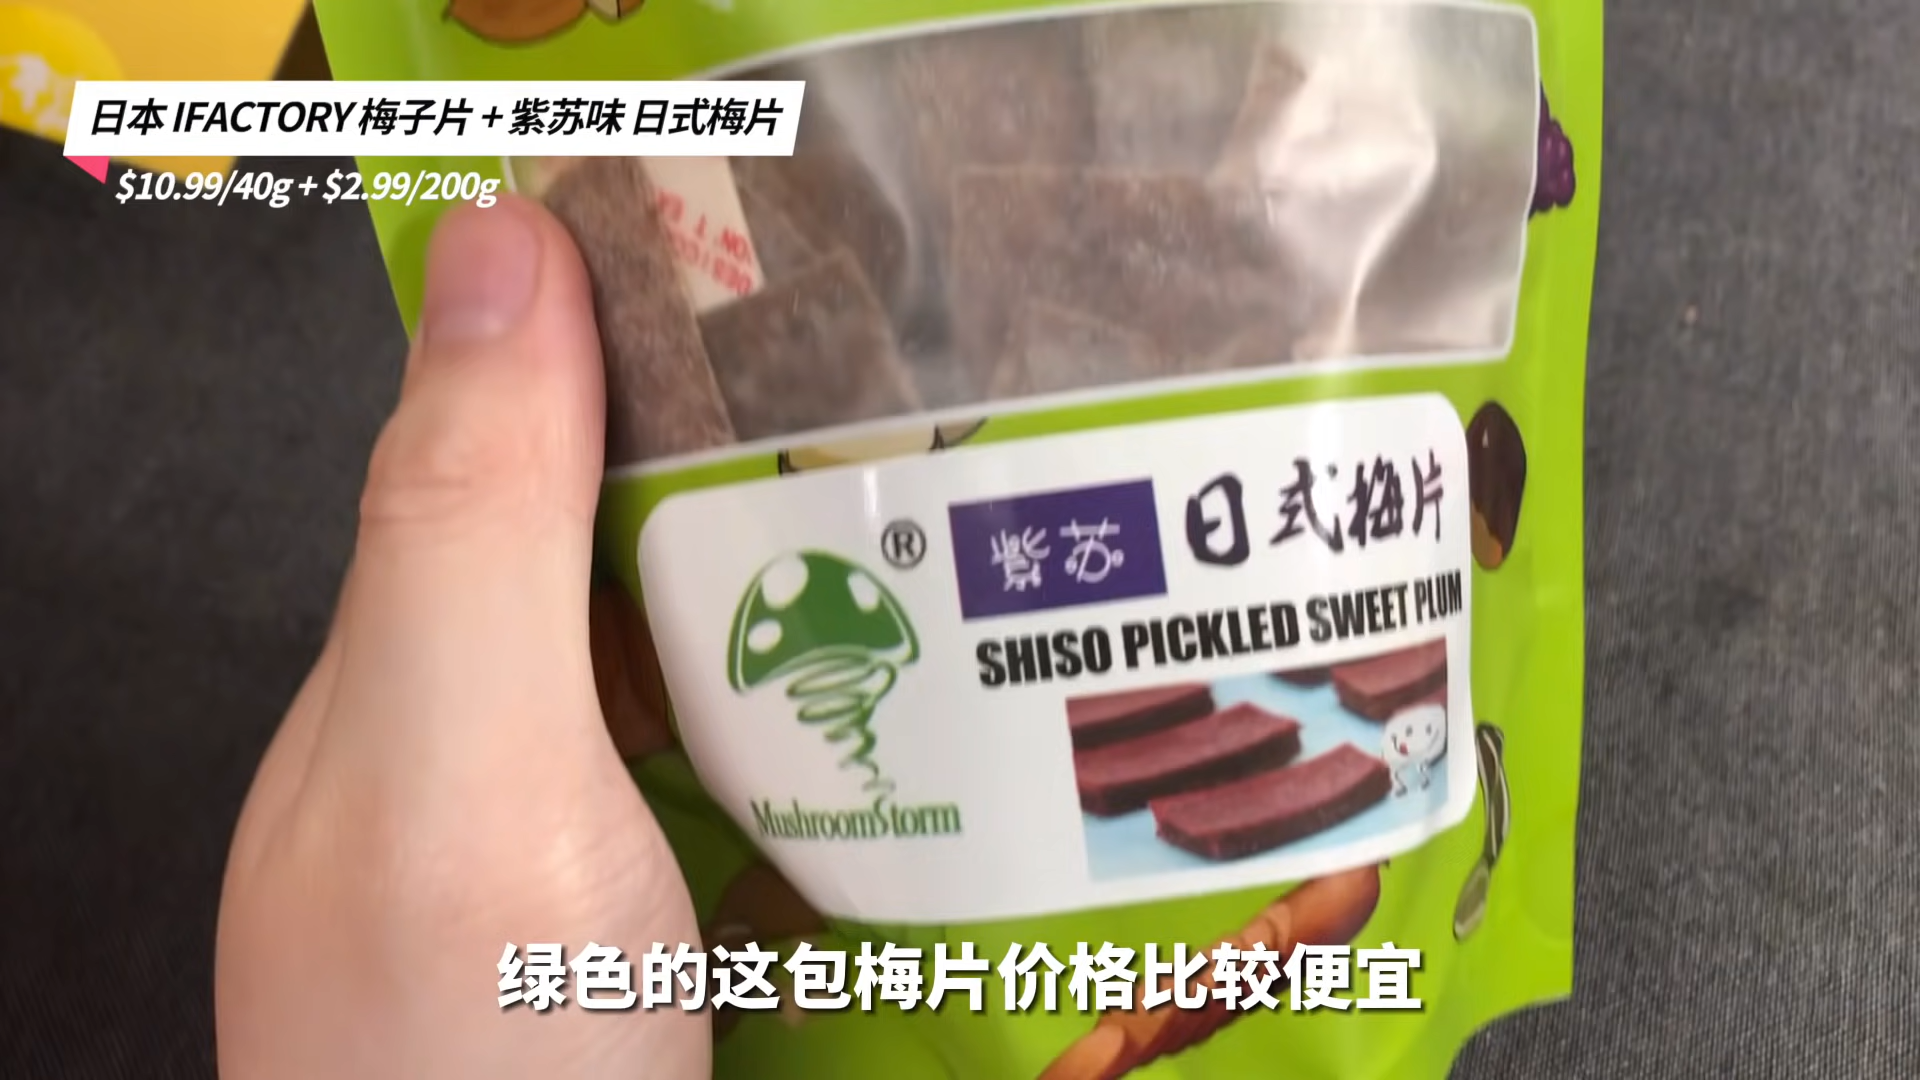 日本 IFACTORY 梅子片 + 紫苏味 日式梅片
$10.99/40g + $2.99/200g
®
紫苏 日式梅片
SHISO PICKLED SWEET PLUM
MushroomStorm
绿色的这包梅片价格比较便宜